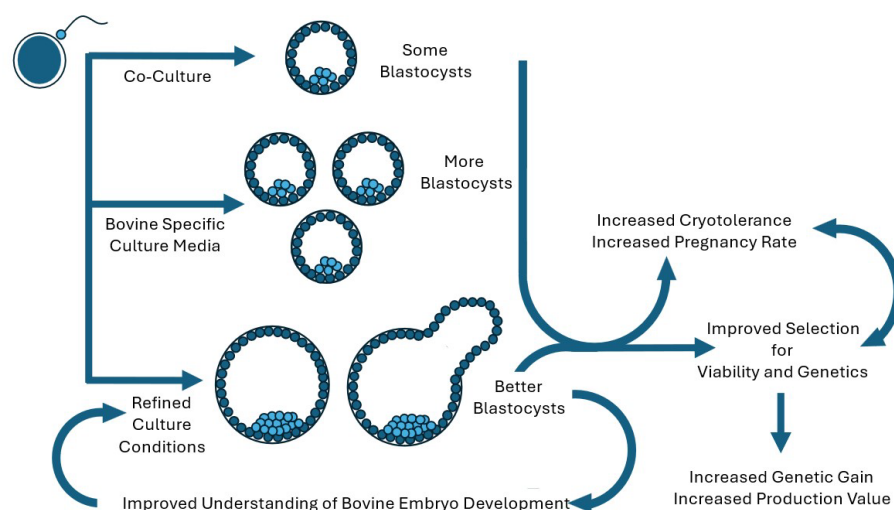 Co-Culture
Some
Blastocysts
More
Blastocysts
Bovine Specific
Culture Media
Increased Cryotolerance
Increased Pregnancy Rate
Improved Selection
for
Viability and Genetics
Better
Blastocysts
Refined
Culture
Conditions
Increased Genetic Gain
Increased Production Value
Improved Understanding of Bovine Embryo Development